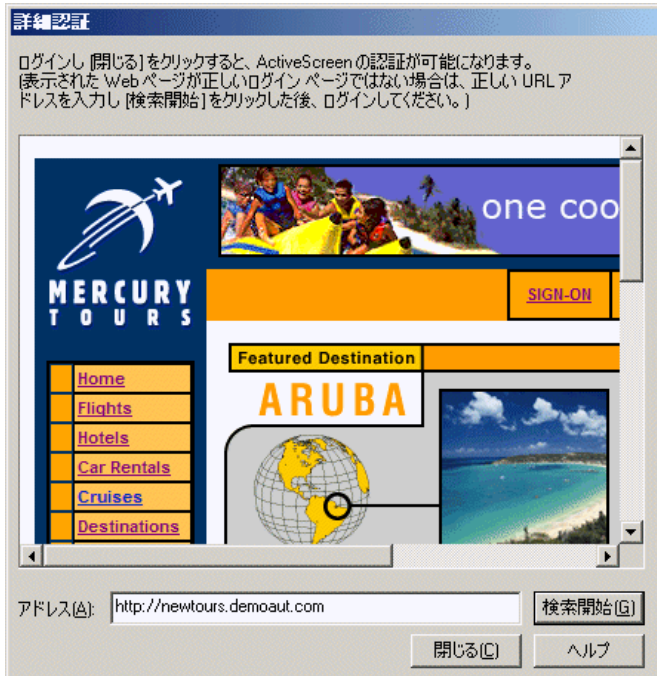 詳細認証
ログインし [閉じる] をクリックすると、ActiveScreen の認証が可能になります。
(表示された Web ページが正しいログイン ページではない場合は、正しい URL ア
ドレスを入力し [検索開始] をクリックした後、ログインしてください。)
one coo
MERCURY
TOURS
SIGN-ON
Featured Destination
ARUBA
Home
Flights
Hotels
Car Rentals
Cruises
Destinations
アドレス(A): http://newtours.demoaut.com 検索開始(G)
閉じる(C) ヘルプ